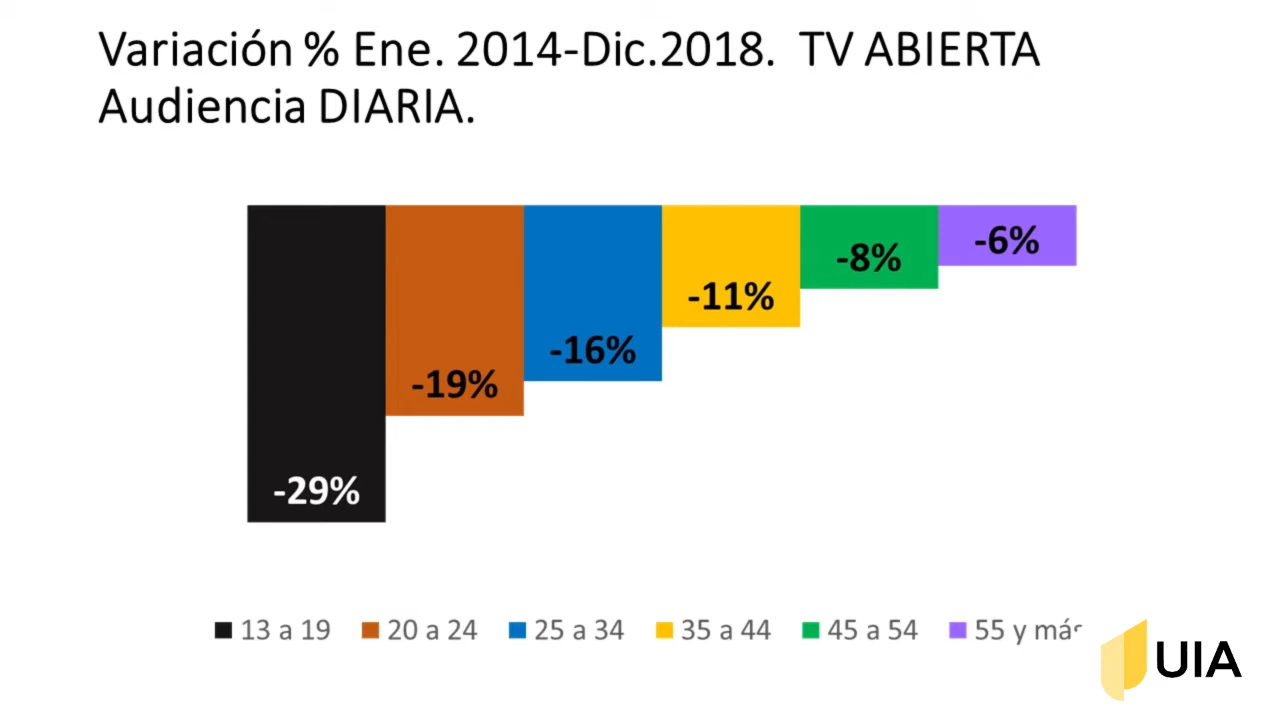 Variación % Ene. 2014-Dic.2018. TV ABIERTA
Audiencia DIARIA.
-29%
-19%
-16%
-11%
-8%
-6%
13 a 19 20 a 24 25 a 34 35 a 44 45 a 54 55 y más
UIA